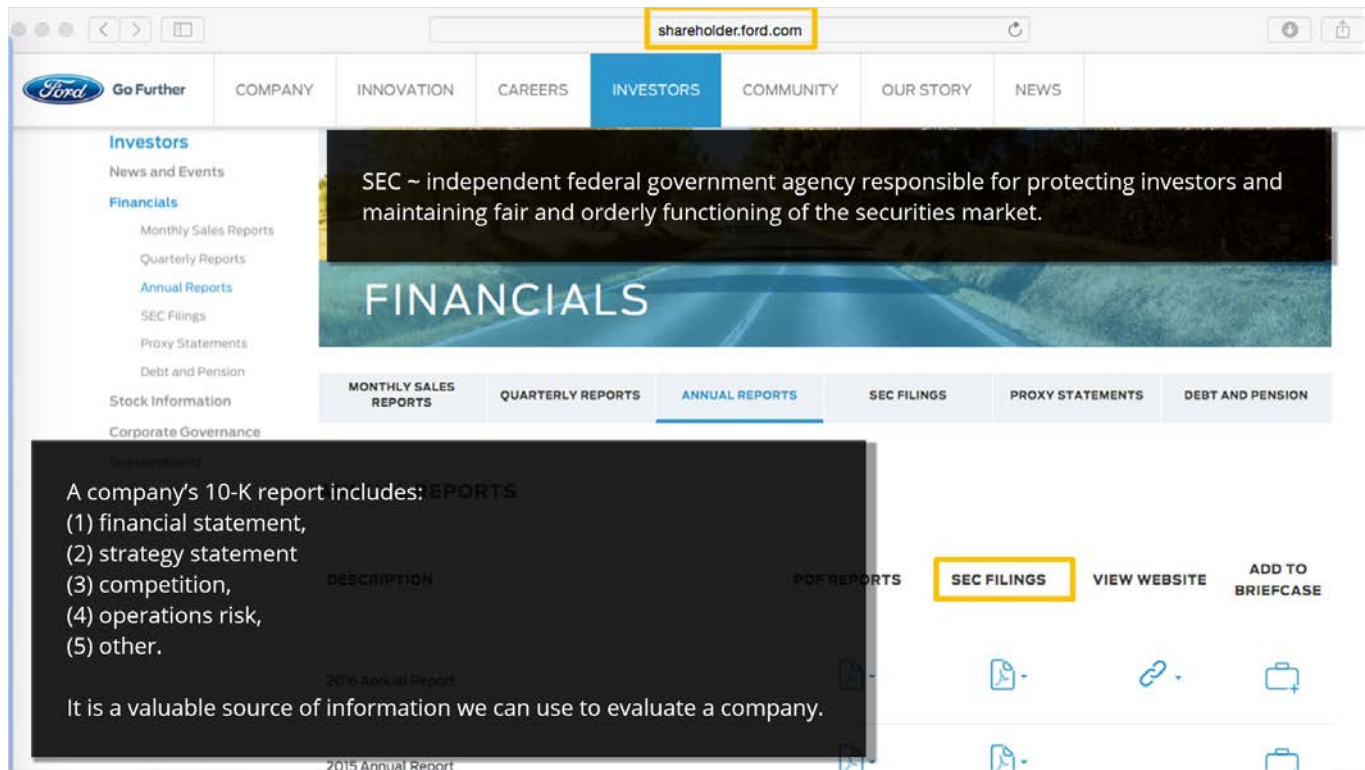 shareholder.ford.com
Ford Go Further COMPANY INNOVATION CAREERS INVESTORS COMMUNITY OUR STORY NEWS
Investors
News and Events
Financials
Monthly Sales Reports
Quarterly Reports
Annual Reports
SEC Filings
Proxy Statements
Debt and Pension
Stock Information
Corporate Governance
Sustainability
SEC ~ independent federal government agency responsible for protecting investors and
maintaining fair and orderly functioning of the securities market.
FINANCIALS
MONTHLY SALES
REPORTS
QUARTERLY REPORTS ANNUAL REPORTS SEC FILINGS PROXY STATEMENTS DEBT AND PENSION
REPORTS
A company's 10-K report includes:
(1) financial statement,
(2) strategy statement
(3) competition,
(4) operations risk,
(5) other.
It is a valuable source of information we can use to evaluate a company.
DESCRIPTION PDF REPORTS SEC FILINGS VIEW WEBSITE ADD TO
BRIEFCASE
2016 Annual Report
2015 Annual Report